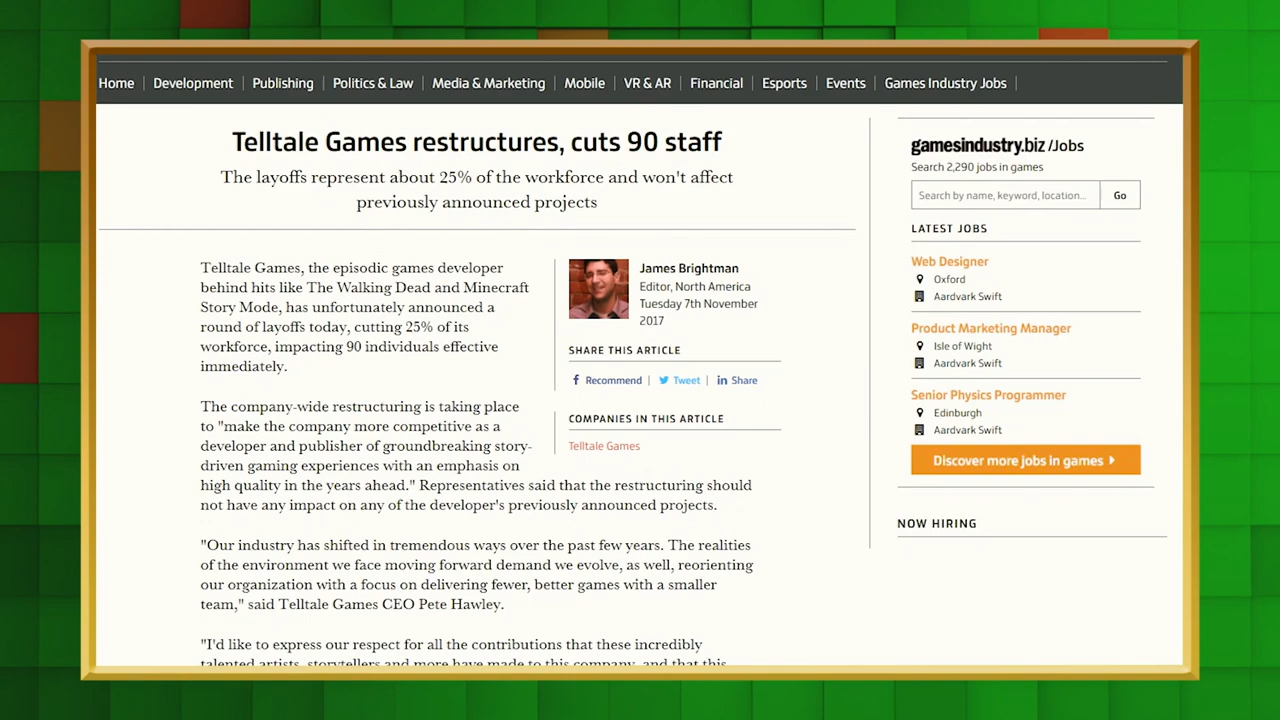 Home | Development | Publishing | Politics & Law | Media & Marketing | Mobile | VR & AR | Financial | Esports | Events | Games Industry Jobs |
Telltale Games restructures, cuts 90 staff
The layoffs represent about 25% of the workforce and won't affect
previously announced projects
Telltale Games, the episodic games developer
behind hits like The Walking Dead and Minecraft
Story Mode, has unfortunately announced a
round of layoffs today, cutting 25% of its
workforce, impacting 90 individuals effective
immediately.
The company-wide restructuring is taking place
to "make the company more competitive as a
developer and publisher of groundbreaking story-
driven gaming experiences with an emphasis on
high quality in the years ahead." Representatives said that the restructuring should
not have any impact on any of the developer's previously announced projects.
"Our industry has shifted in tremendous ways over the past few years. The realities
of the environment we face moving forward demand we evolve, as well, reorienting
our organization with a focus on delivering fewer, better games with a smaller
team," said Telltale Games CEO Pete Hawley.
"I'd like to express our respect for all the contributions that these incredibly
talented artists, storytellers and more have made to this company, and that this
James Brightman
Editor, North America
Tuesday 7th November
2017
SHARE THIS ARTICLE
Recommend | Tweet | Share
COMPANIES IN THIS ARTICLE
Telltale Games
gamesindustry.biz /Jobs
Search 2,290 jobs in games
Search by name, keyword, location... Go
LATEST JOBS
Web Designer
Oxford
Aardvark Swift
Product Marketing Manager
Isle of Wight
Aardvark Swift
Senior Physics Programmer
Edinburgh
Aardvark Swift
Discover more jobs in games
NOW HIRING